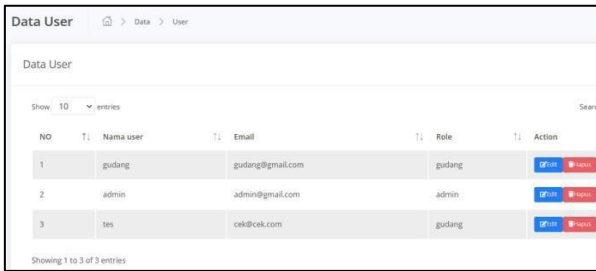 Data User > Data > User
Data User
Show 10 entries Sear
NO Nama user Email Role Action
1 gudang gudang@gmail.com gudang Edit Hapus
2 admin admin@gmail.com admin Edit Hapus
3 tes cek@cek.com gudang Edit Hapus
Showing 1 to 3 of 3 entries